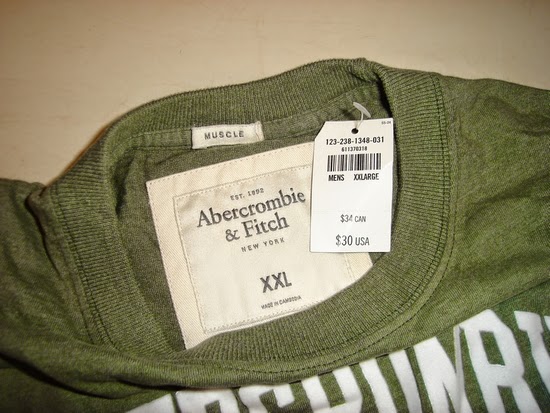 MUSCLE
EST. 1892
Abercrombie
& Fitch
NEW YORK
XXL
MADE IN CAMBODIA
123-238-1348-031
611370318
MENS XXLARGE
$34 CAN
$30 USA